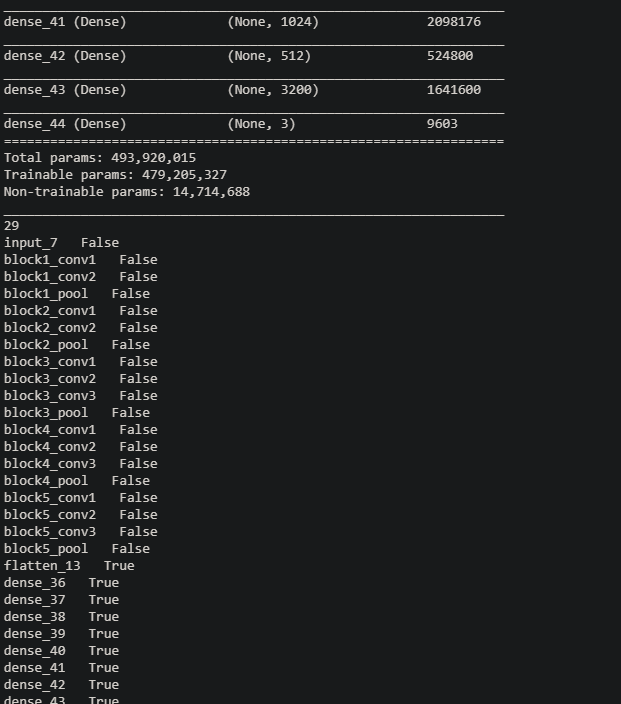 dense_41 (Dense) (None, 1024) 2098176
dense_42 (Dense) (None, 512) 524800
dense_43 (Dense) (None, 3200) 1641600
dense_44 (Dense) (None, 3) 9603
=================================================================
Total params: 493,920,015
Trainable params: 479,205,327
Non-trainable params: 14,714,688
_________________________________________________________________
29
input_7 False
block1_conv1 False
block1_conv2 False
block1_pool False
block2_conv1 False
block2_conv2 False
block2_pool False
block3_conv1 False
block3_conv2 False
block3_conv3 False
block3_pool False
block4_conv1 False
block4_conv2 False
block4_conv3 False
block4_pool False
block5_conv1 False
block5_conv2 False
block5_conv3 False
block5_pool False
flatten_13 True
dense_36 True
dense_37 True
dense_38 True
dense_39 True
dense_40 True
dense_41 True
dense_42 True
dense_43 True